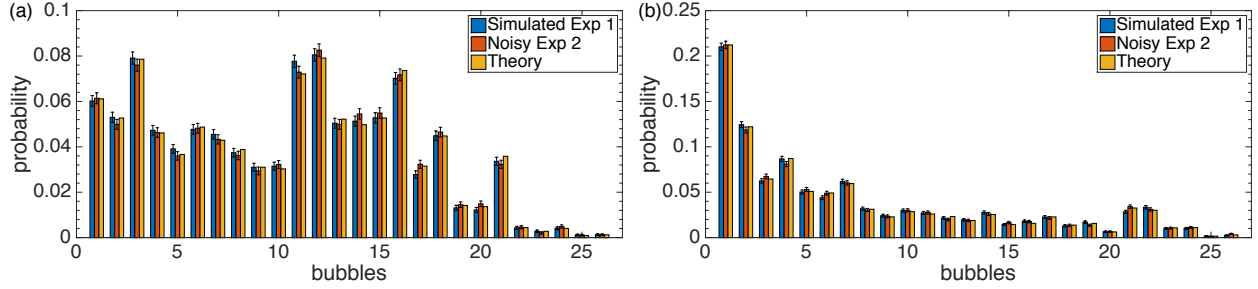 (a)
0.1
0.08
0.06
0.04
0.02
0
probability
0 5 10 15 20 25
bubbles
Simulated Exp 1
Noisy Exp 2
Theory
(b)
0.25
0.2
0.15
0.1
0.05
0
probability
0 5 10 15 20 25
bubbles
Simulated Exp 1
Noisy Exp 2
Theory